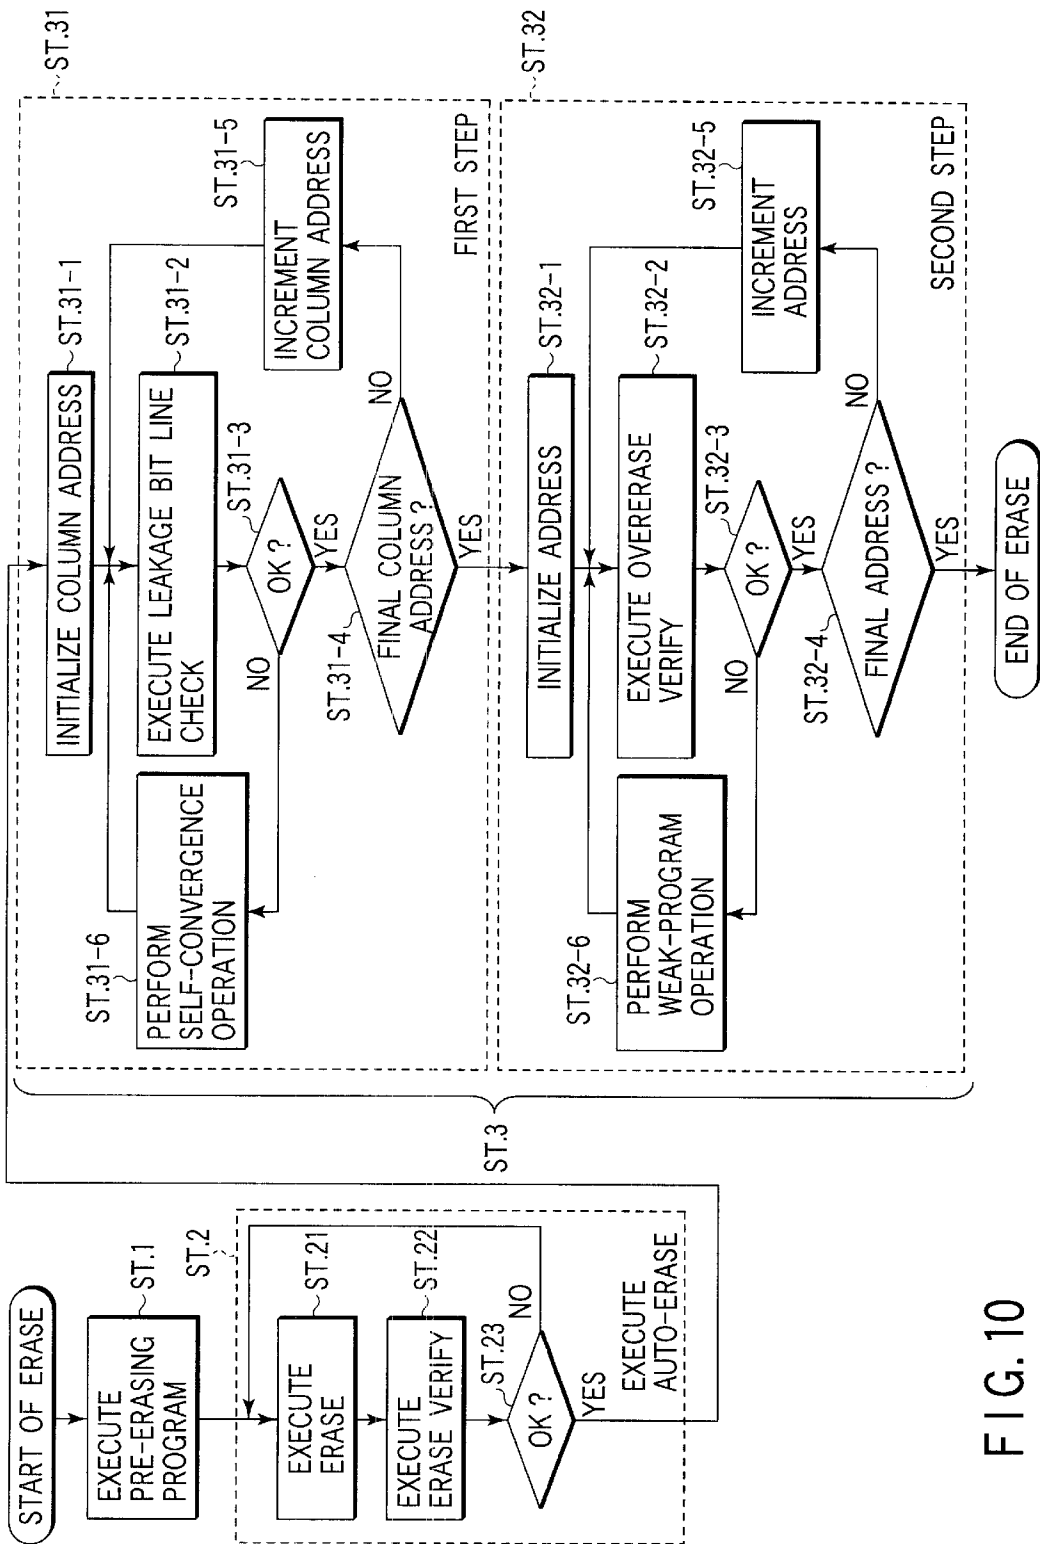 START OF ERASE
EXECUTE
PRE-ERASING
PROGRAM
ST.1
ST.2
EXECUTE
ERASE
ST.21
EXECUTE
ERASE VERIFY
ST.22
OK ?
ST.23
NO
YES
EXECUTE
AUTO-ERASE
ST.3
ST.31
INITIALIZE COLUMN ADDRESS
ST.31-1
EXECUTE LEAKAGE BIT LINE
CHECK
ST.31-2
OK ?
ST.31-3
NO
YES
FINAL COLUMN
ADDRESS ?
ST.31-4
NO
YES
INCREMENT
COLUMN ADDRESS
ST.31-5
PERFORM
SELF-CONVERGENCE
OPERATION
ST.31-6
FIRST STEP
ST.32
INITIALIZE ADDRESS
ST.32-1
EXECUTE OVERERASE
VERIFY
ST.32-2
OK ?
ST.32-3
NO
YES
FINAL ADDRESS ?
ST.32-4
NO
YES
INCREMENT
ADDRESS
ST.32-5
PERFORM
WEAK-PROGRAM
OPERATION
ST.32-6
SECOND STEP
END OF ERASE
FIG. 10